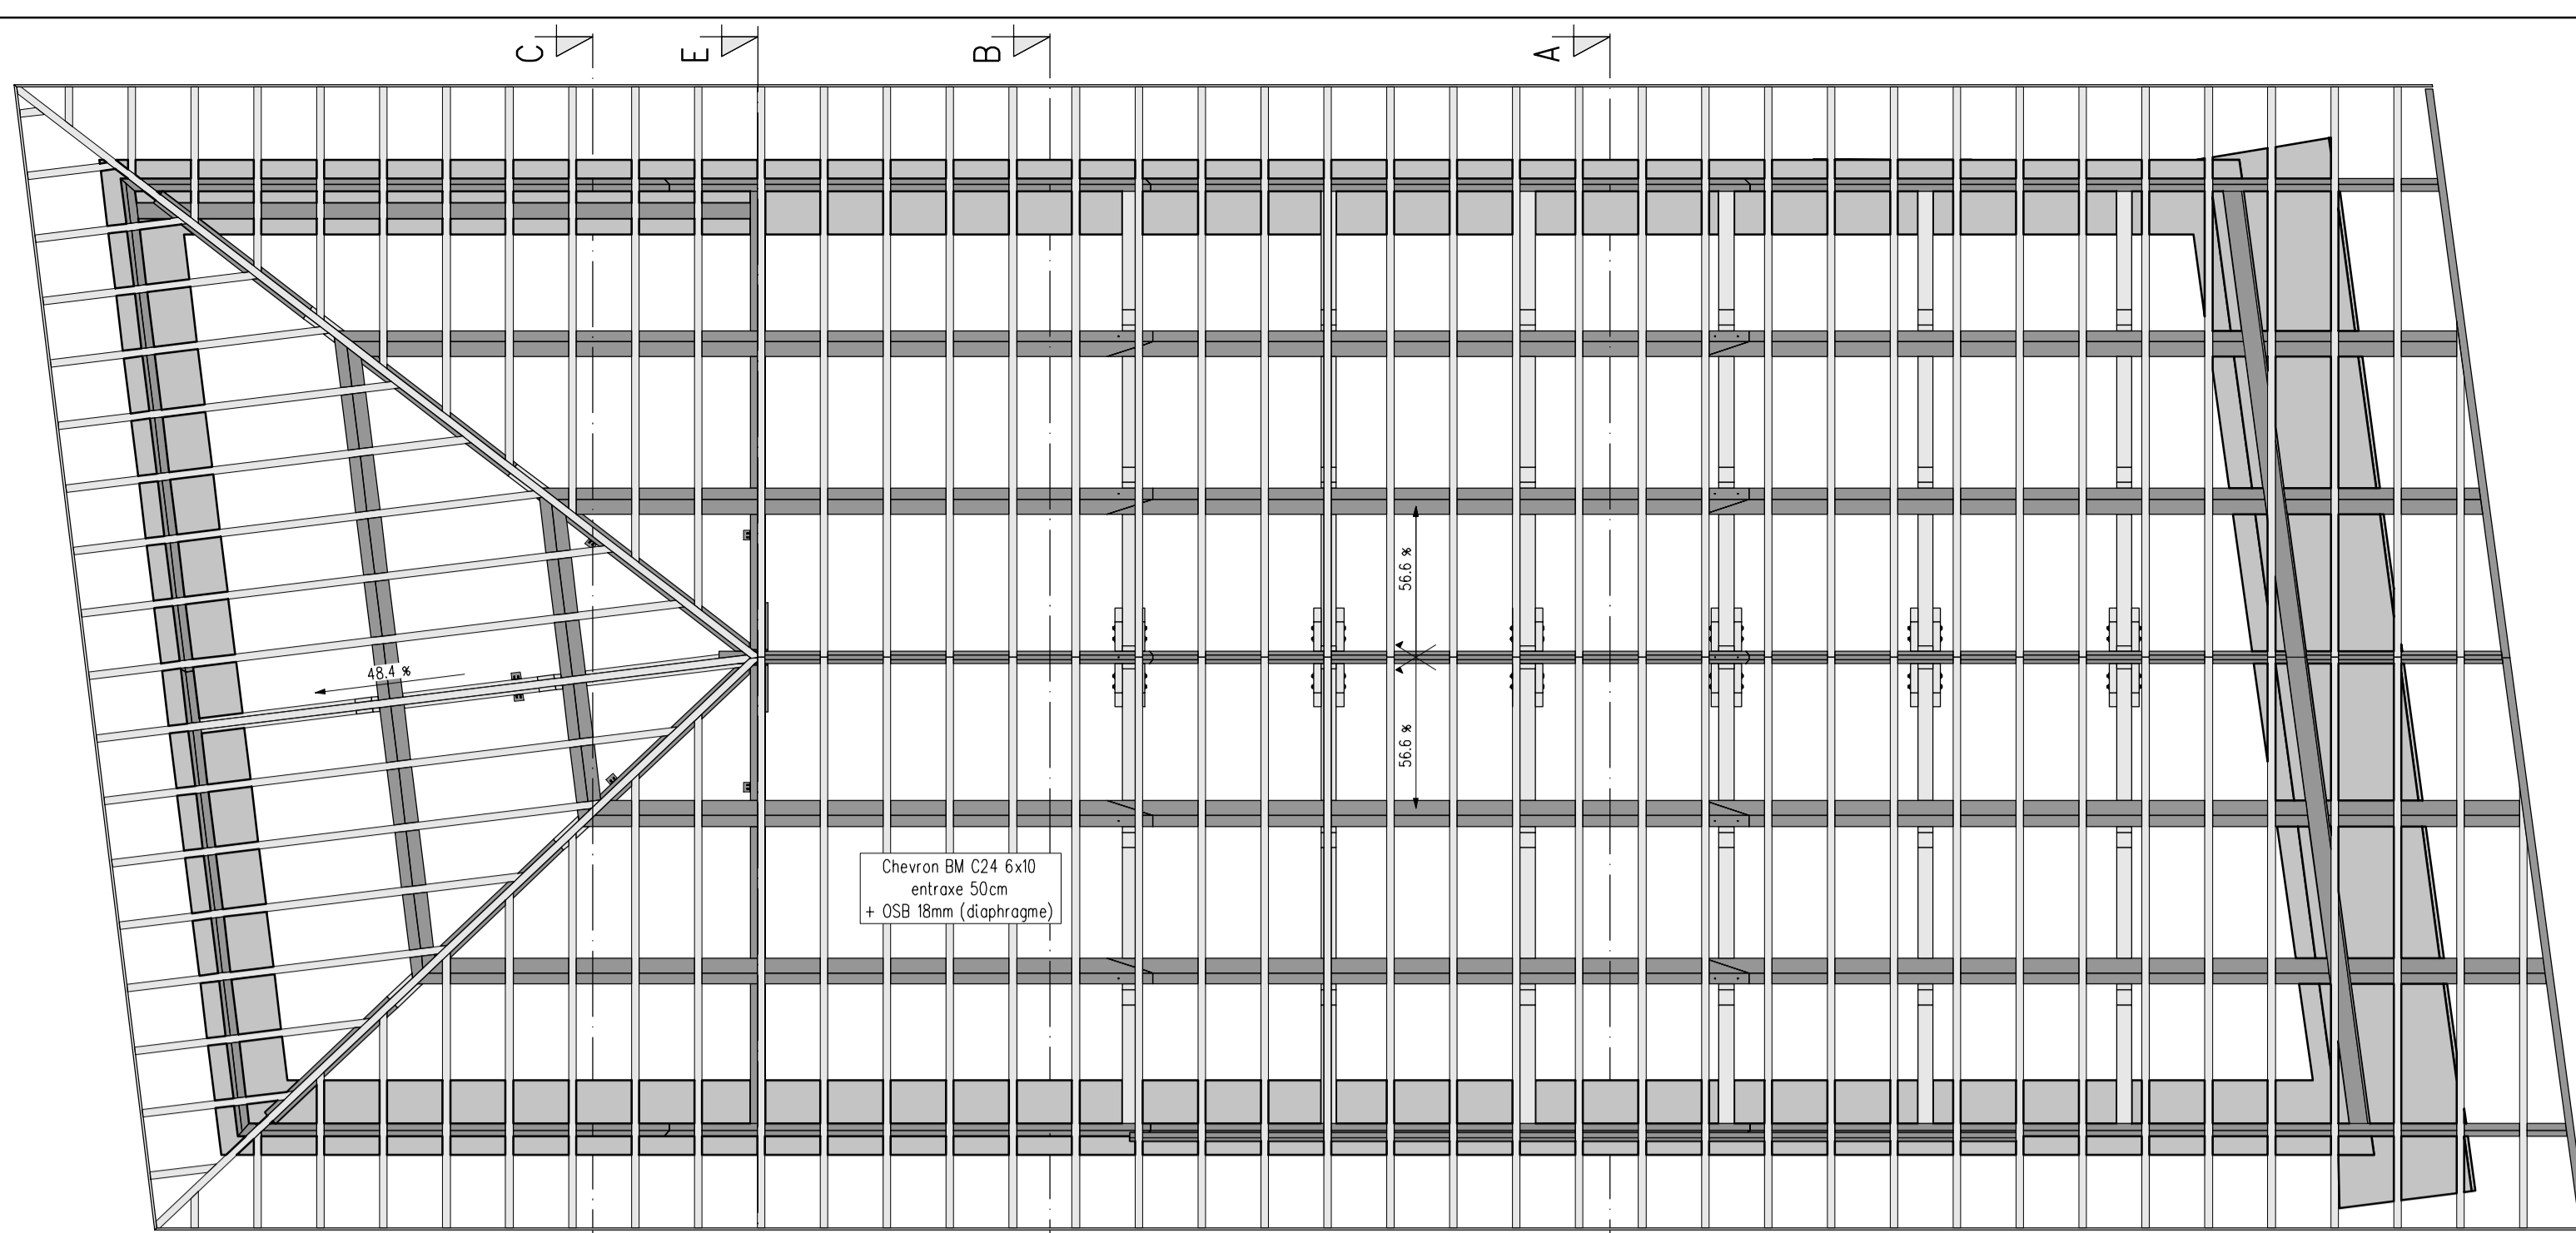 C
E
B
A
56.6 %
48.4 %
56.6 %
Chevron BM C24 6x10
entraxe 50cm
+ OSB 18mm (diaphragme)